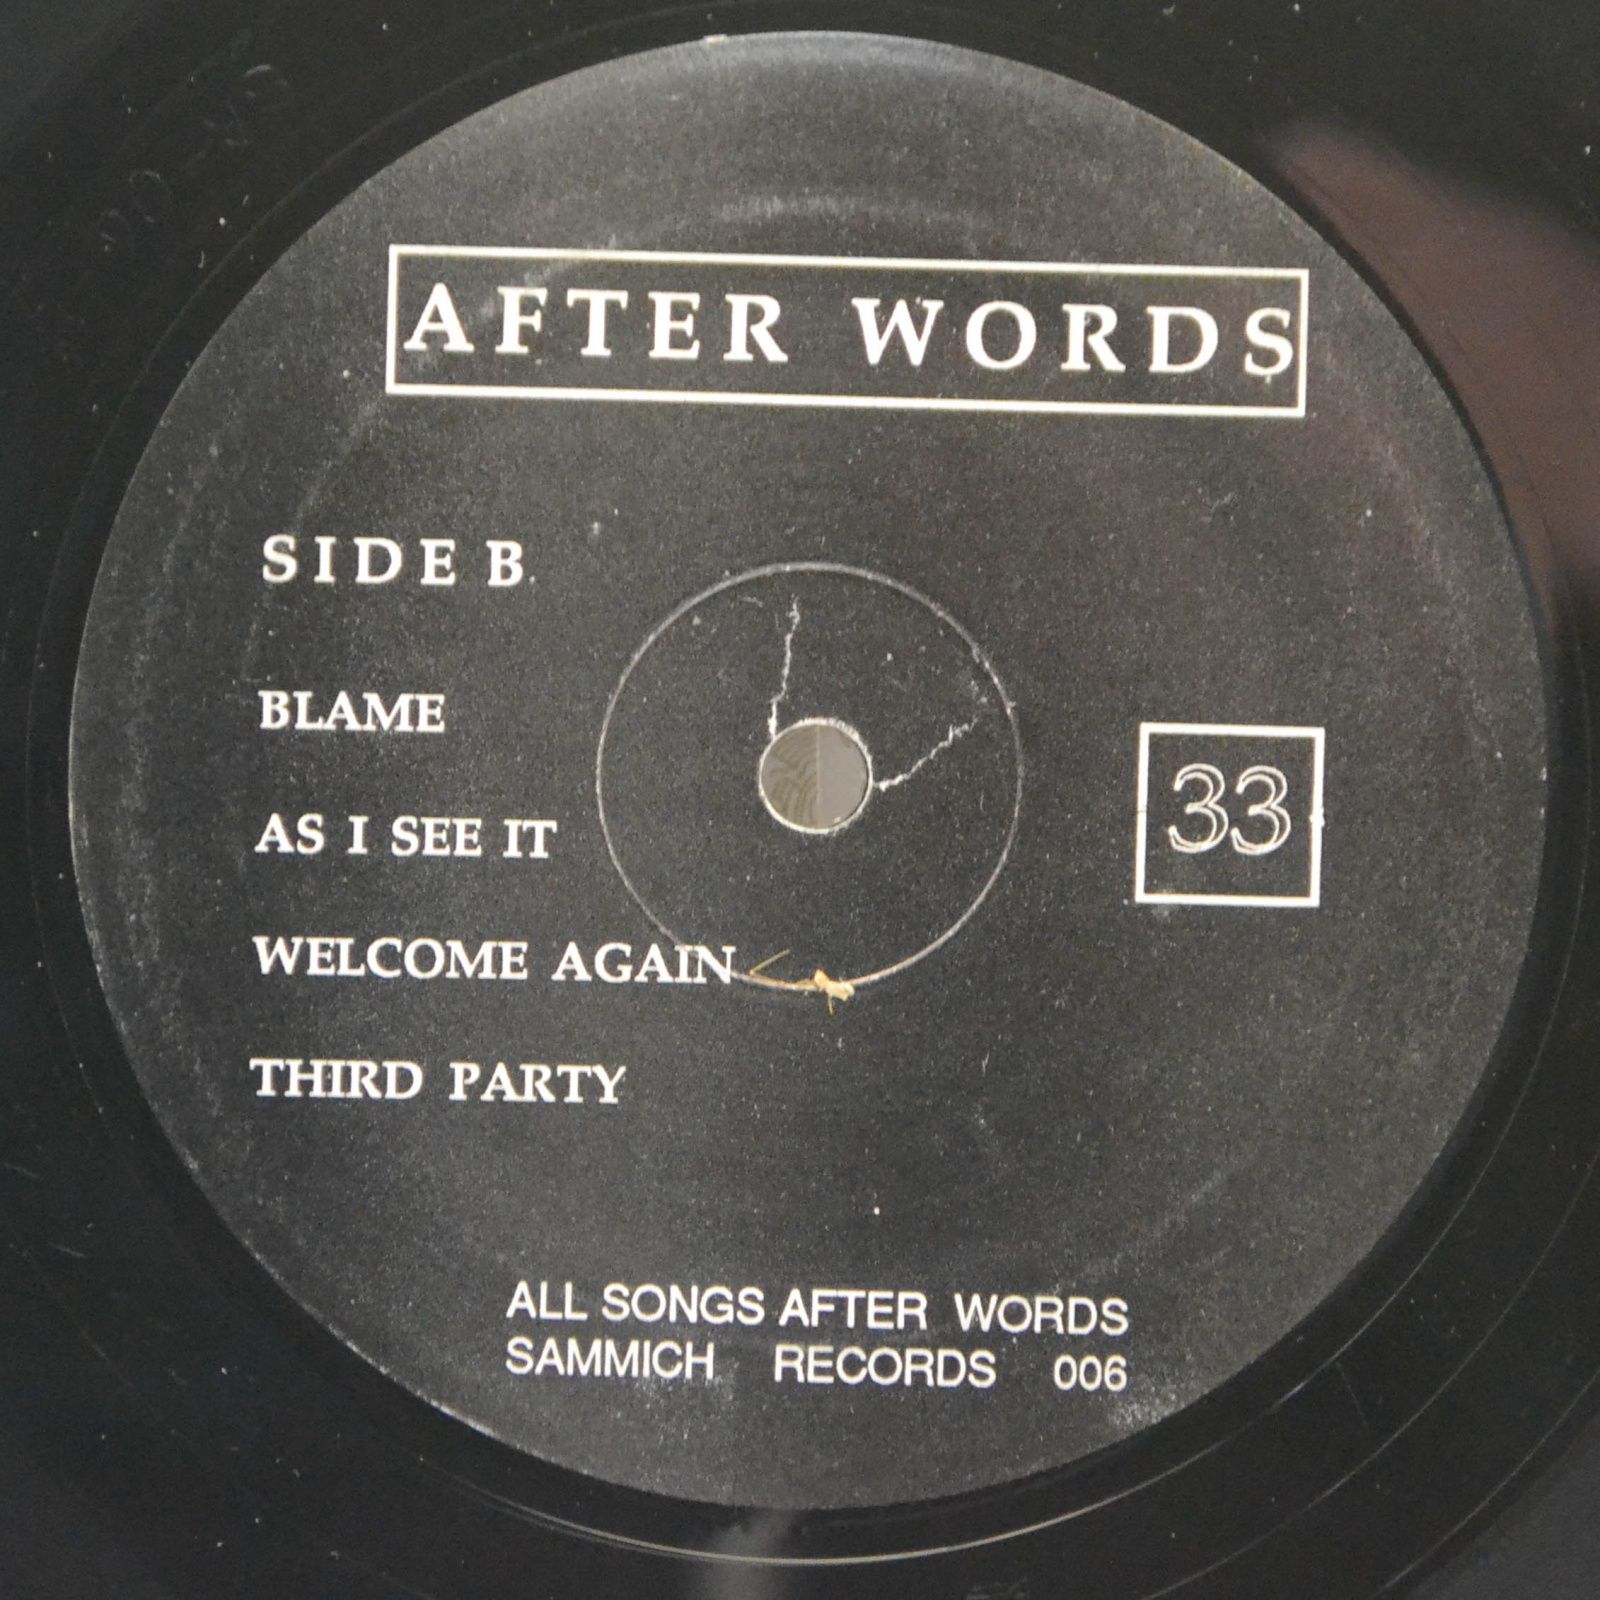 AFTER WORDS
SIDE B
BLAME
AS I SEE IT
33
WELCOME AGAIN
THIRD PARTY
ALL SONGS AFTER WORDS
SAMMICH RECORDS 006